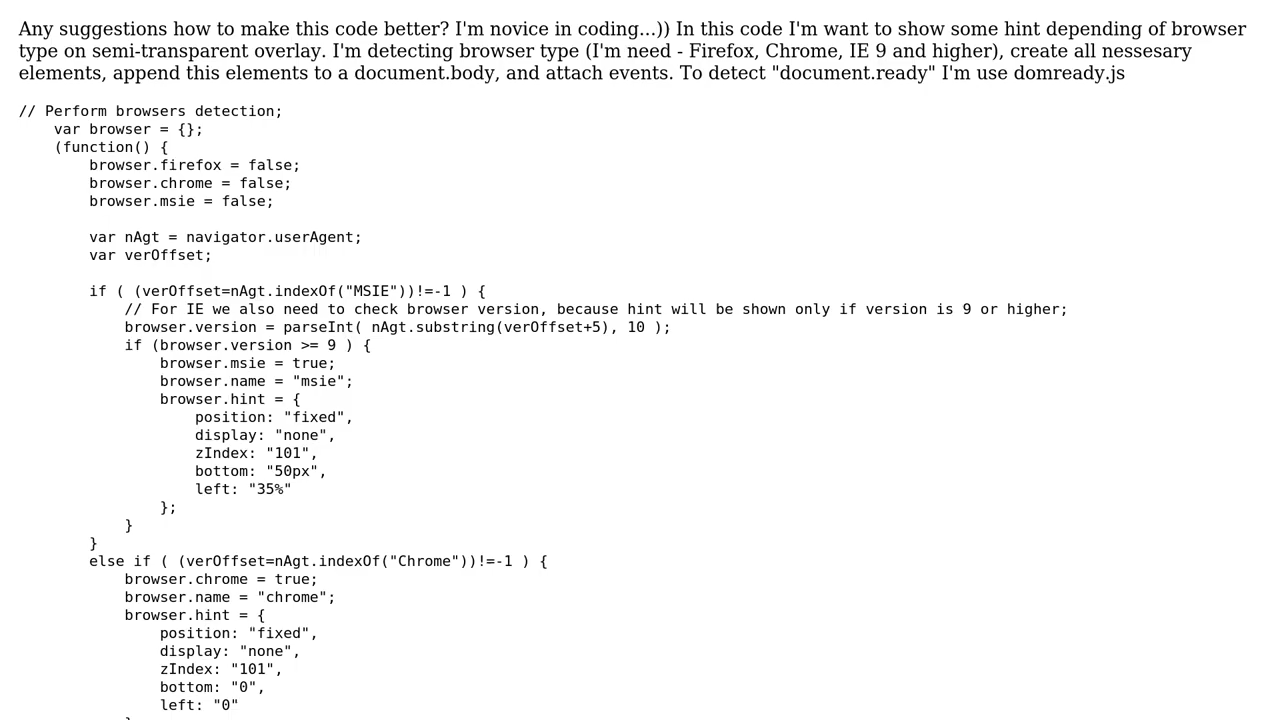 Any suggestions how to make this code better? I'm novice in coding...)) In this code I'm want to show some hint depending of browser
type on semi-transparent overlay. I'm detecting browser type (I'm need - Firefox, Chrome, IE 9 and higher), create all nessesary
elements, append this elements to a document.body, and attach events. To detect "document.ready" I'm use domready.js
// Perform browsers detection;
    var browser = {};
    (function() {
        browser.firefox = false;
        browser.chrome = false;
        browser.msie = false;

        var nAgt = navigator.userAgent;
        var verOffset;

        if ( (verOffset=nAgt.indexOf("MSIE"))!=-1 ) {
            // For IE we also need to check browser version, because hint will be shown only if version is 9 or higher;
            browser.version = parseInt( nAgt.substring(verOffset+5), 10 );
            if (browser.version >= 9 ) {
                browser.msie = true;
                browser.name = "msie";
                browser.hint = {
                    position: "fixed",
                    display: "none",
                    zIndex: "101",
                    bottom: "50px",
                    left: "35%"
                };
            }
        }
        else if ( (verOffset=nAgt.indexOf("Chrome"))!=-1 ) {
            browser.chrome = true;
            browser.name = "chrome";
            browser.hint = {
                position: "fixed",
                display: "none",
                zIndex: "101",
                bottom: "0",
                left: "0"